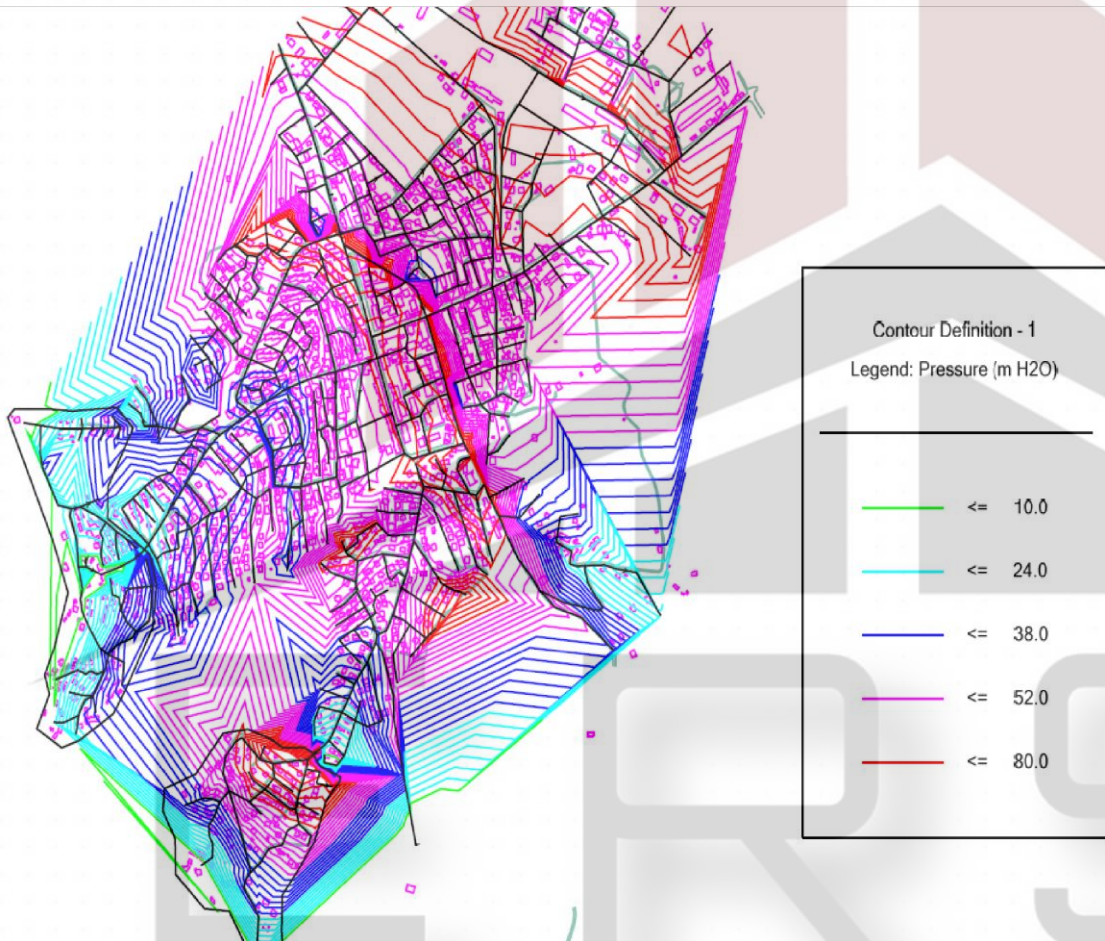 Contour Definition - 1
Legend: Pressure (m H2O)
<= 10.0
<= 24.0
<= 38.0
<= 52.0
<= 80.0